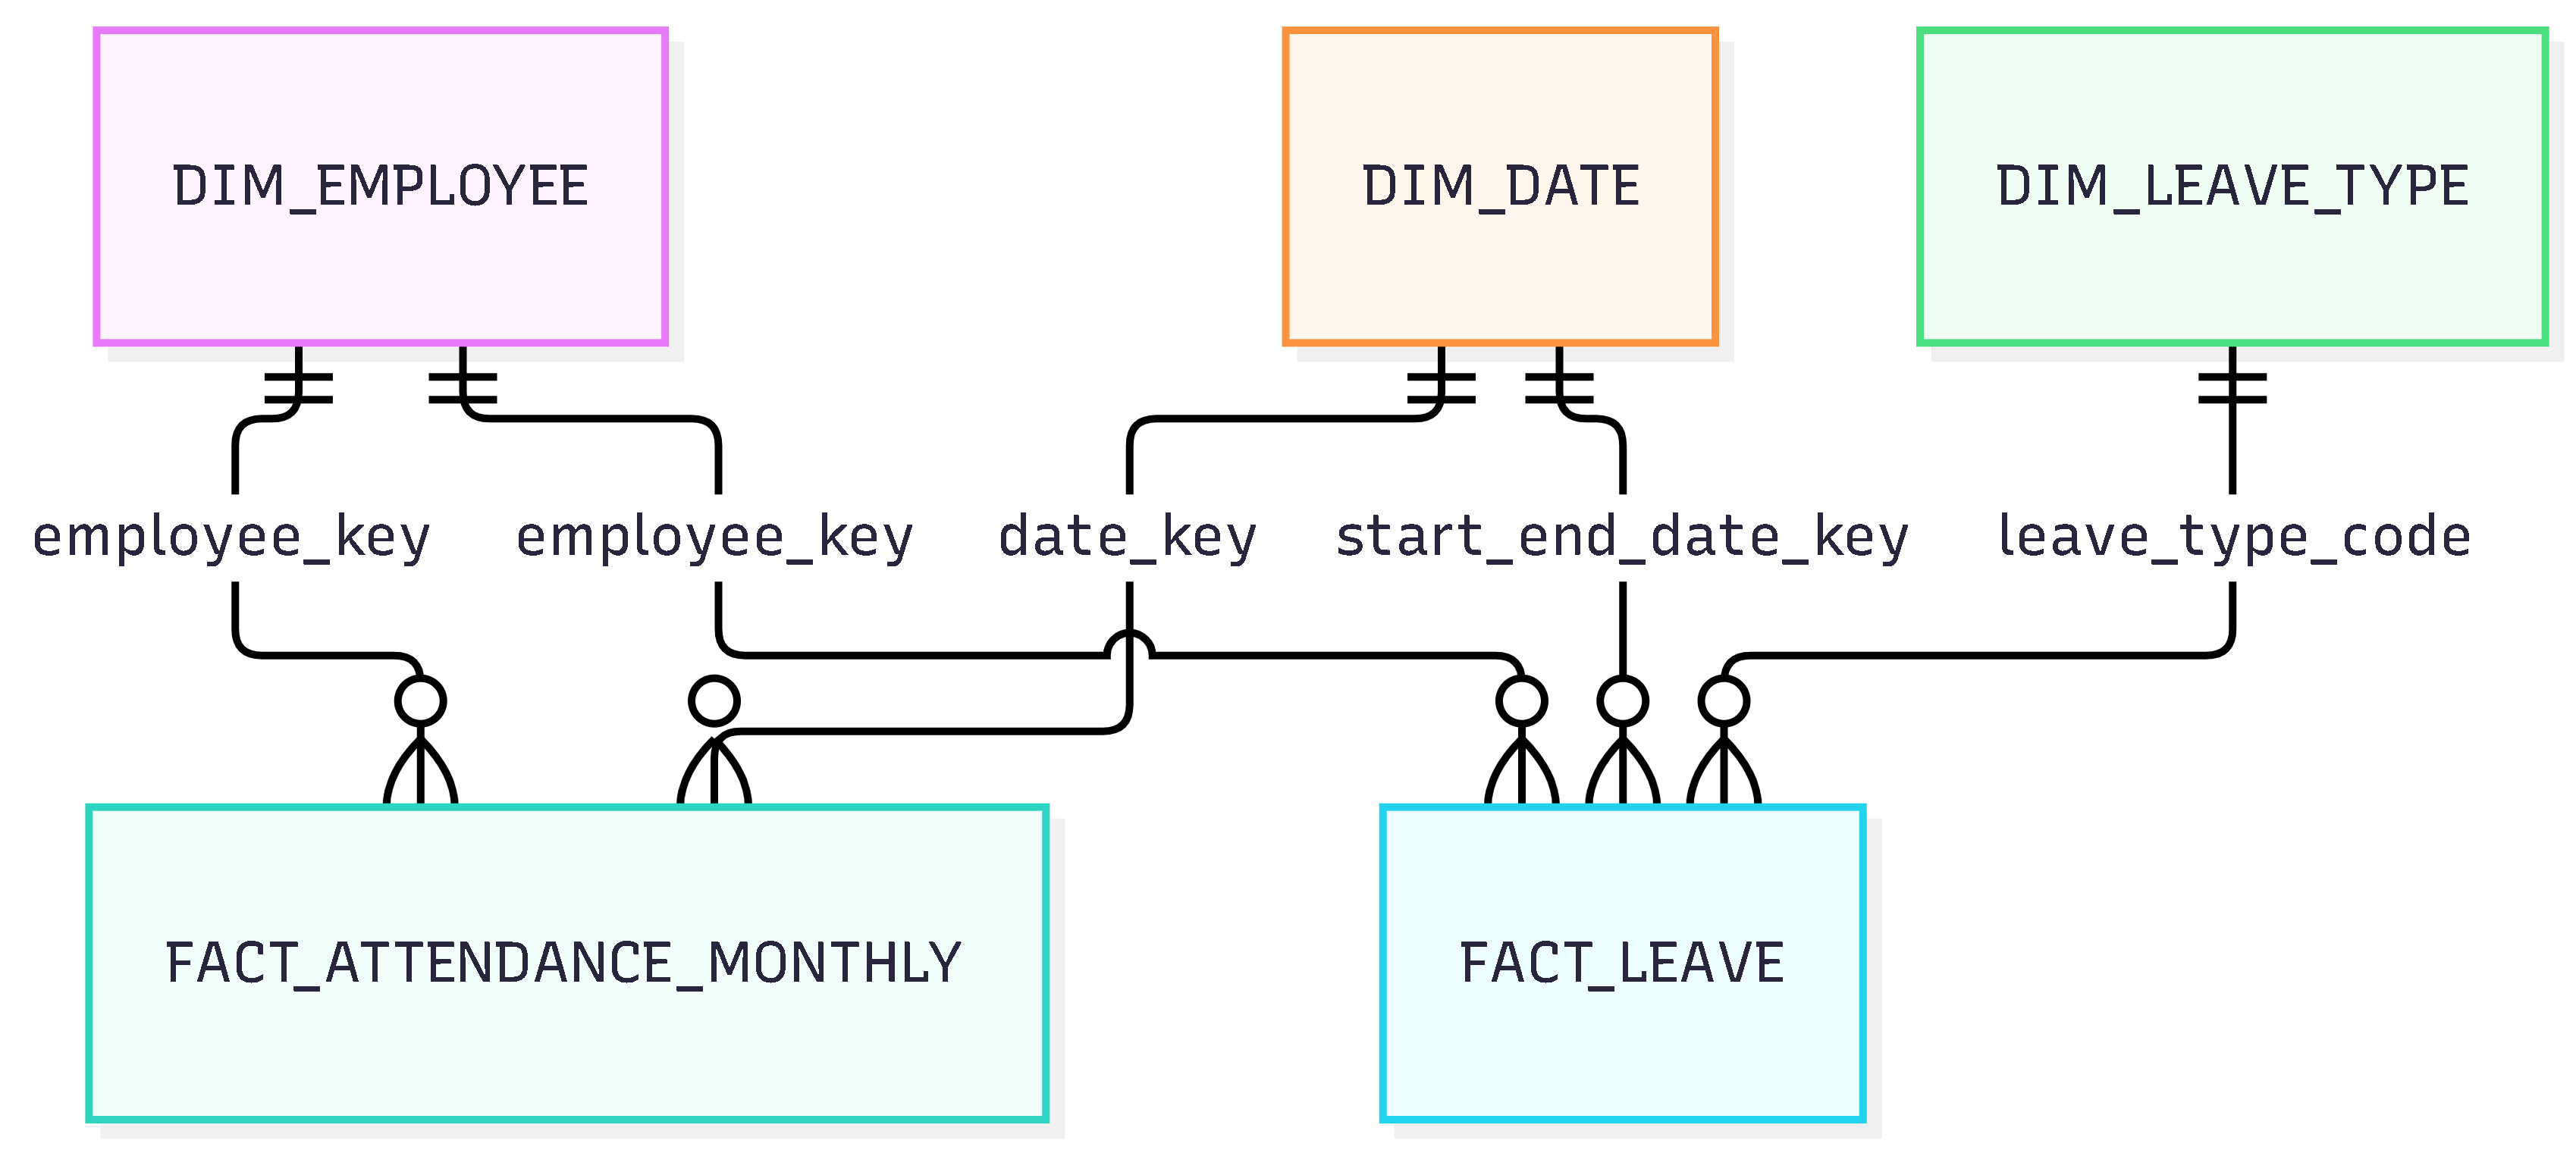 DIM_EMPLOYEE
DIM_DATE
DIM_LEAVE_TYPE
employee_key
employee_key
date_key
start_end_date_key
leave_type_code
FACT_ATTENDANCE_MONTHLY
FACT_LEAVE